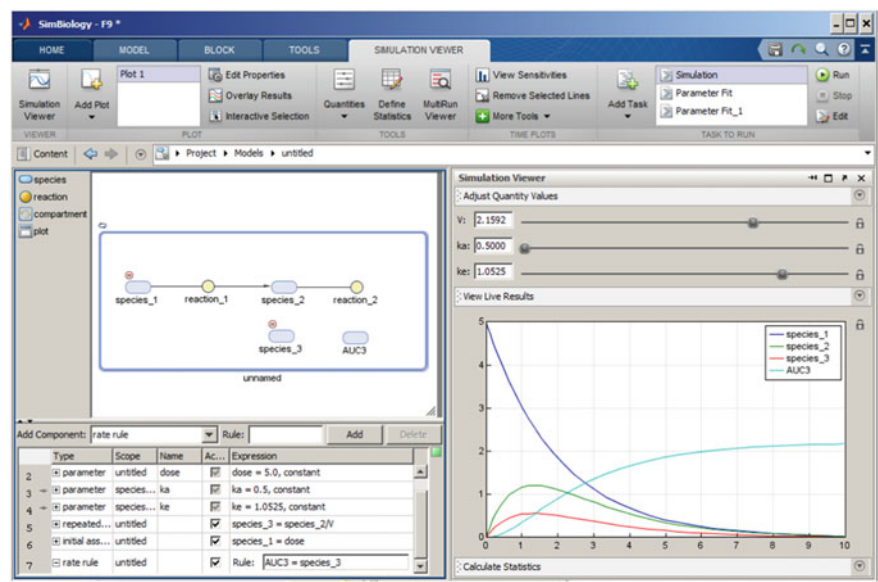 SimBiology - F9 *
HOME MODEL BLOCK TOOLS SIMULATION VIEWER
Simulation Viewer
Add Plot
Plot 1
Edit Properties
Overlay Results
Interactive Selection
Quantities
Define Statistics
MultiRun Viewer
View Sensitivities
Remove Selected Lines
More Tools
Add Task
Simulation
Parameter Fit
Parameter Fit_1
Run
Stop
Edit
VIEWER PLOT TOOLS TIME PLOTS TASK TO RUN
Content Project Models untitled
species
reaction
compartment
plot
species_1 reaction_1 species_2 reaction_2
species_3 AUC3
unnamed
Add Component: rate rule Rule: Add Delete
Type Scope Name Ac... Expression
2 parameter untitled dose dose = 5.0, constant
3 parameter species... ka ka = 0.5, constant
4 parameter species... ke ke = 1.0525, constant
5 repeated... untitled species_3 = species_2/V
6 initial ass... untitled species_1 = dose
7 rate rule untitled Rule: AUC3 = species_3
Simulation Viewer
Adjust Quantity Values
V: 2.1592
ka: 0.5000
ke: 1.0525
View Live Results
5
4
3
2
1
0
0 1 2 3 4 5 6 7 8 9 10
species_1
species_2
species_3
AUC3
Calculate Statistics